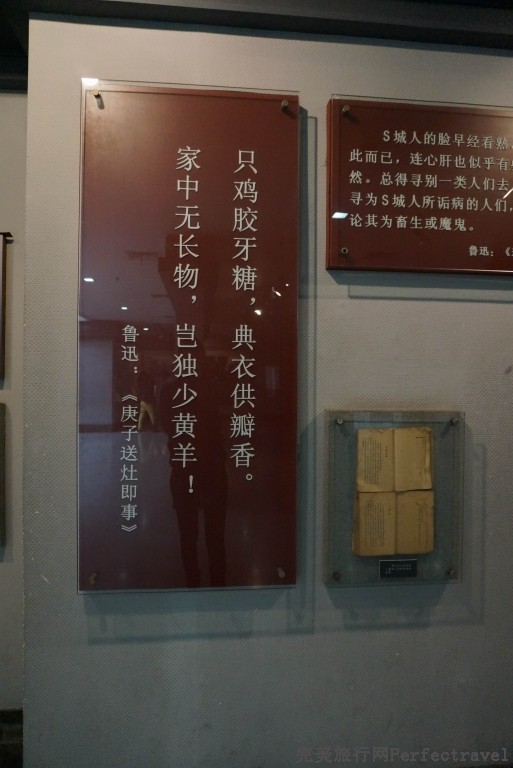 只鸡胶牙糖，典衣供瓣香。
家中无长物，岂独少黄羊！
鲁迅：《庚子送灶即事》
S城人的脸早经看熟，
此而已，连心肝也似乎有
然。总得寻别一类人们去，
寻为S城人所诟病的人们，
论其为畜生或魔鬼。
鲁迅：《
完美旅行网Perfectravel